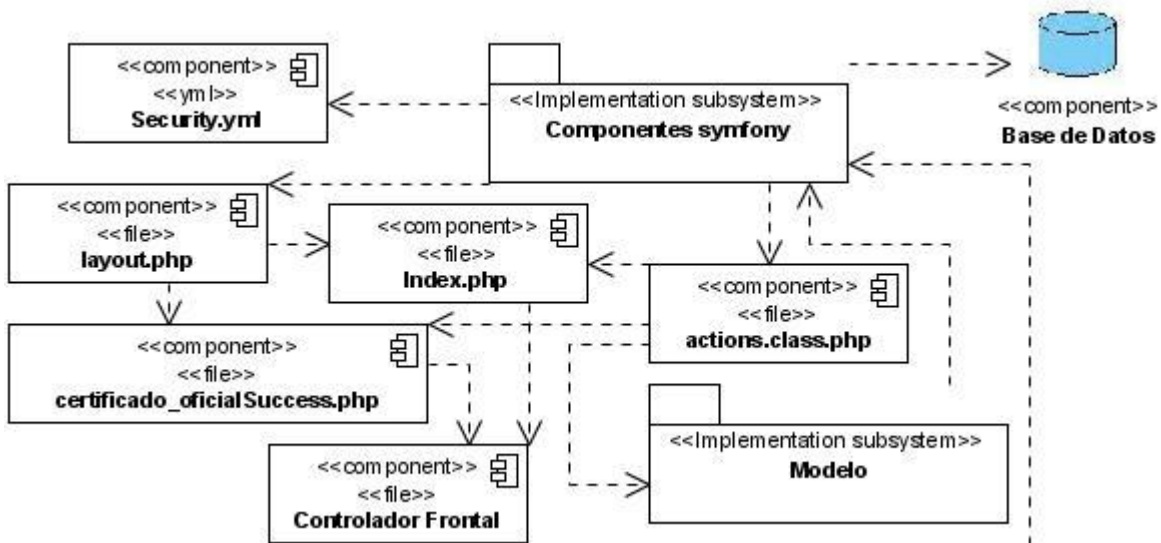 <<component>>
<<yml>>
Security.yml
<<Implementation subsystem>>
Componentes symfony
<<component>>
Base de Datos
<<component>>
<<file>>
layout.php
<<component>>
<<file>>
Index.php
<<component>>
<<file>>
actions.class.php
<<component>>
<<file>>
certificado_oficialSuccess.php
<<Implementation subsystem>>
Modelo
<<component>>
<<file>>
Controlador Frontal